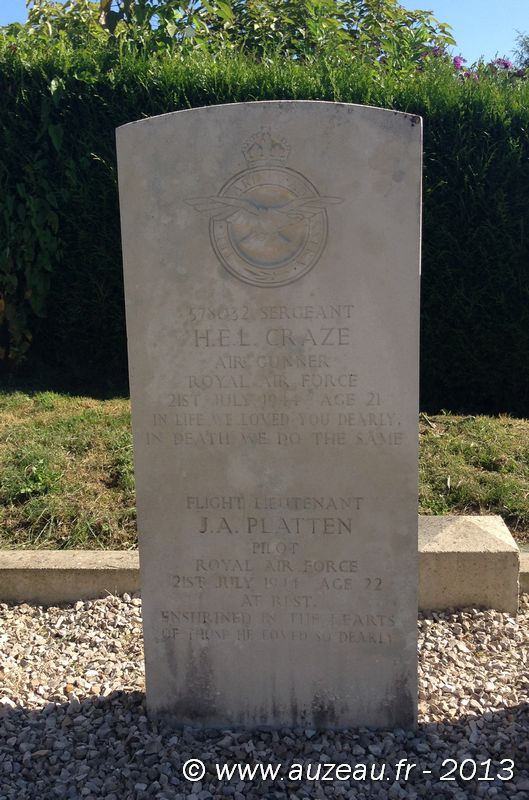 578032 SERGEANT
H.E.L. CRAZE
AIR GUNNER
ROYAL AIR FORCE
21ST JULY 1944 AGE 21
IN LIFE WE LOVED YOU DEARLY,
IN DEATH WE DO THE SAME
FLIGHT LIEUTENANT
J.A. PLATTEN
PILOT
ROYAL AIR FORCE
21ST JULY 1944 AGE 22
AT REST.
ENSHRINED IN THE HEARTS
OF THOSE HE LOVED SO DEARLY
© www.auzeau.fr - 2013